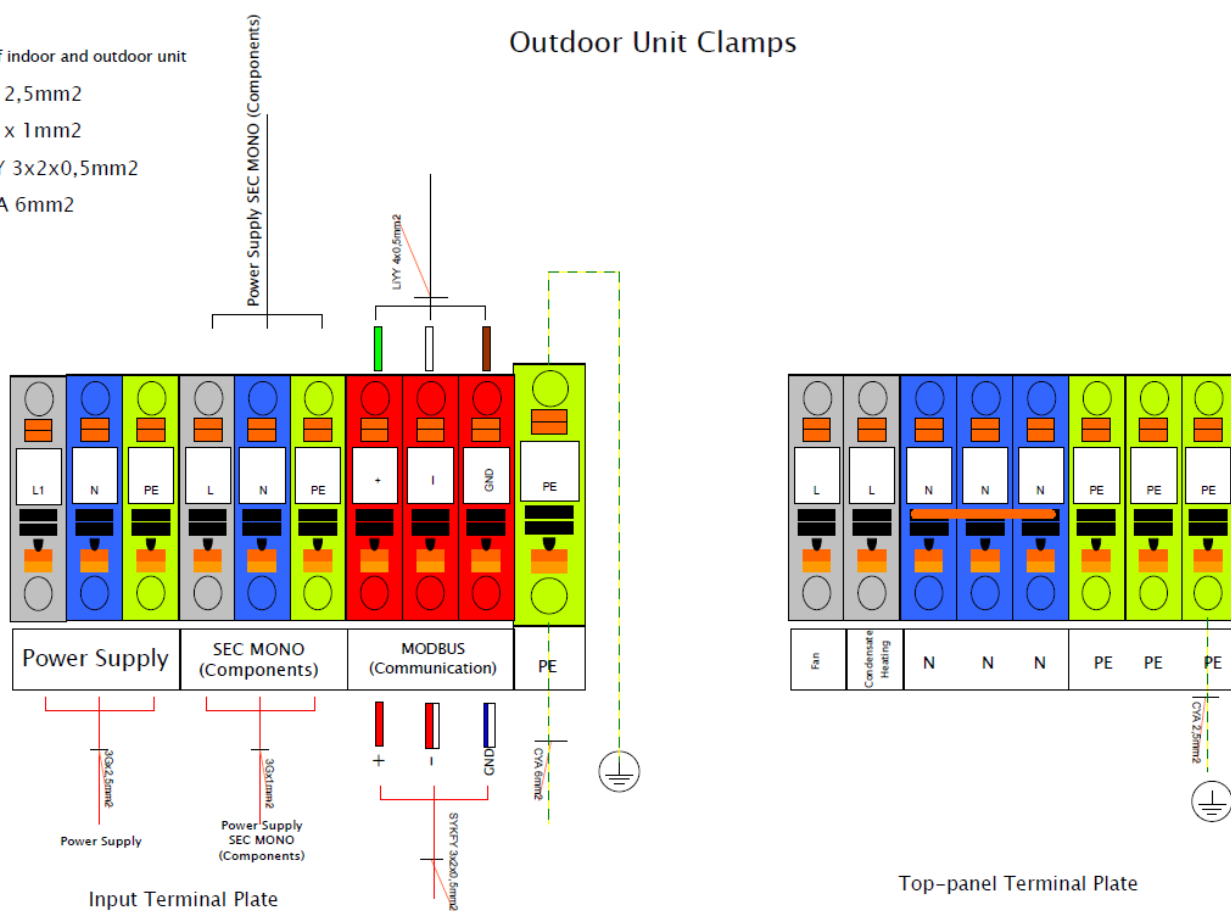 Outdoor Unit Clamps
f indoor and outdoor unit
2,5mm2
x 1mm2
Y 3x2x0,5mm2
A 6mm2
Power Supply SEC MONO (Components)
LIYY 4x0,5mm2
L1 N PE L N PE + I GND PE
Power Supply
SEC MONO
(Components)
MODBUS
(Communication)
PE
3Gx2,5mm2
Power Supply
3Gx1mm2
Power Supply
SEC MONO
(Components)
+ - GND
SYKFY 3x2x0,5mm2
CYA 6mm2
Input Terminal Plate
L L N N N PE PE PE
Fan
Condensate
Heating
N N N PE PE PE
CYA 2,5mm2
Top-panel Terminal Plate